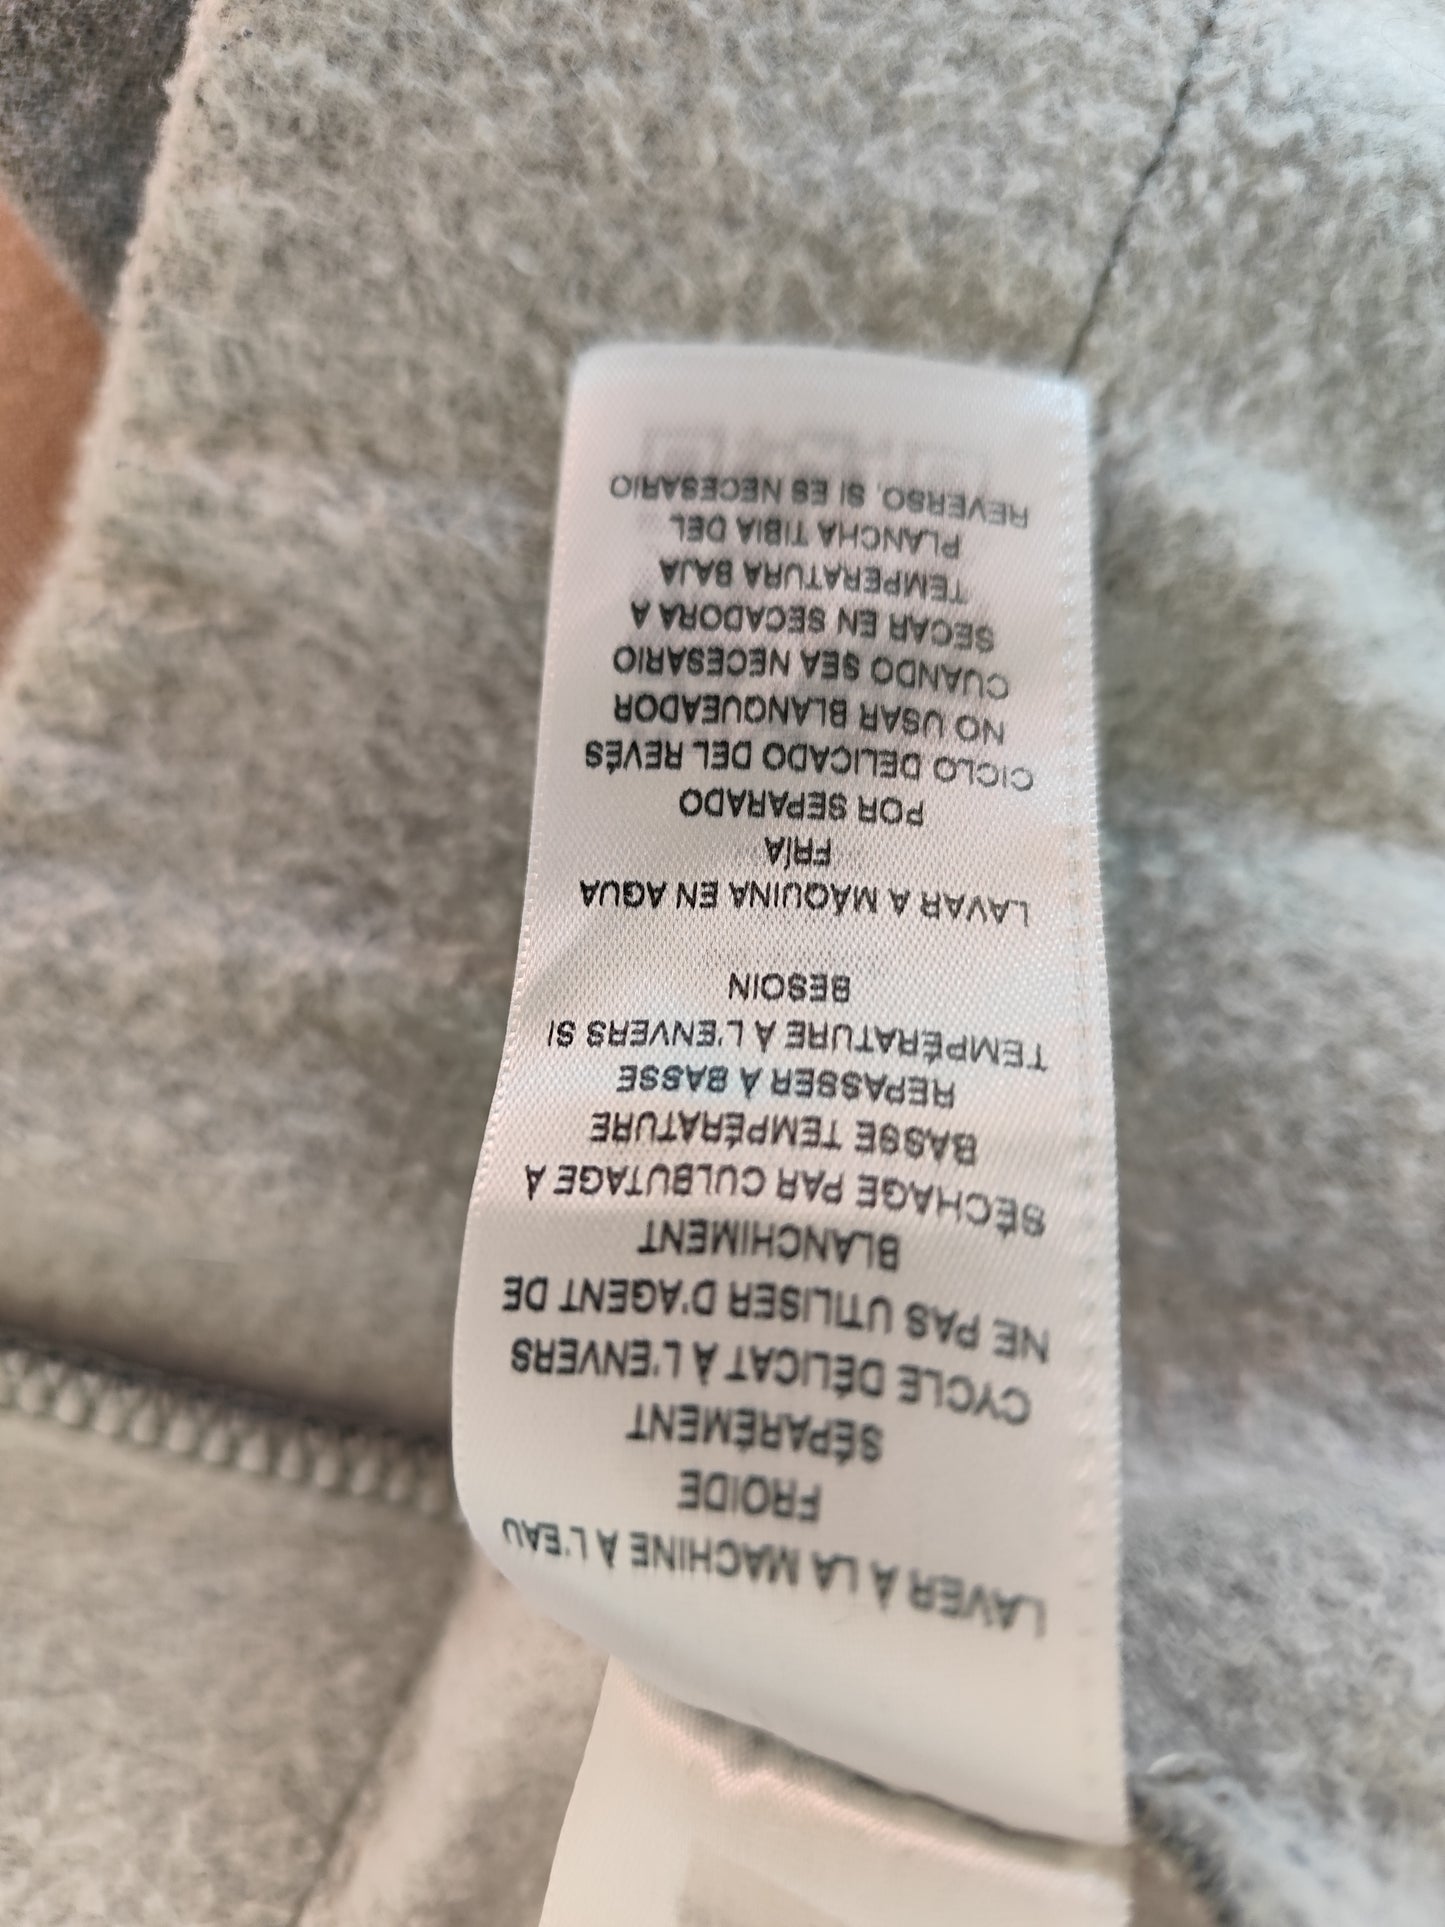 LAVER À LA MACHINE À L'EAU
FROIDE
SÉPARÉMENT
CYCLE DÉLICAT À L'ENVERS
NE PAS UTILISER D'AGENT DE
BLANCHIMENT
SÉCHAGE PAR CULBUTAGE À
BASSE TEMPÉRATURE
REPASSER À BASSE
TEMPÉRATURE À L'ENVERS SI
BESOIN
LAVAR A MÁQUINA EN AGUA
FRÍA
POR SEPARADO
CICLO DELICADO DEL REVÉS
NO USAR BLANQUEADOR
CUANDO SEA NECESARIO
SECAR EN SECADORA A
TEMPERATURA BAJA
PLANCHA TIBIA DEL
REVERSO, SI ES NECESARIO